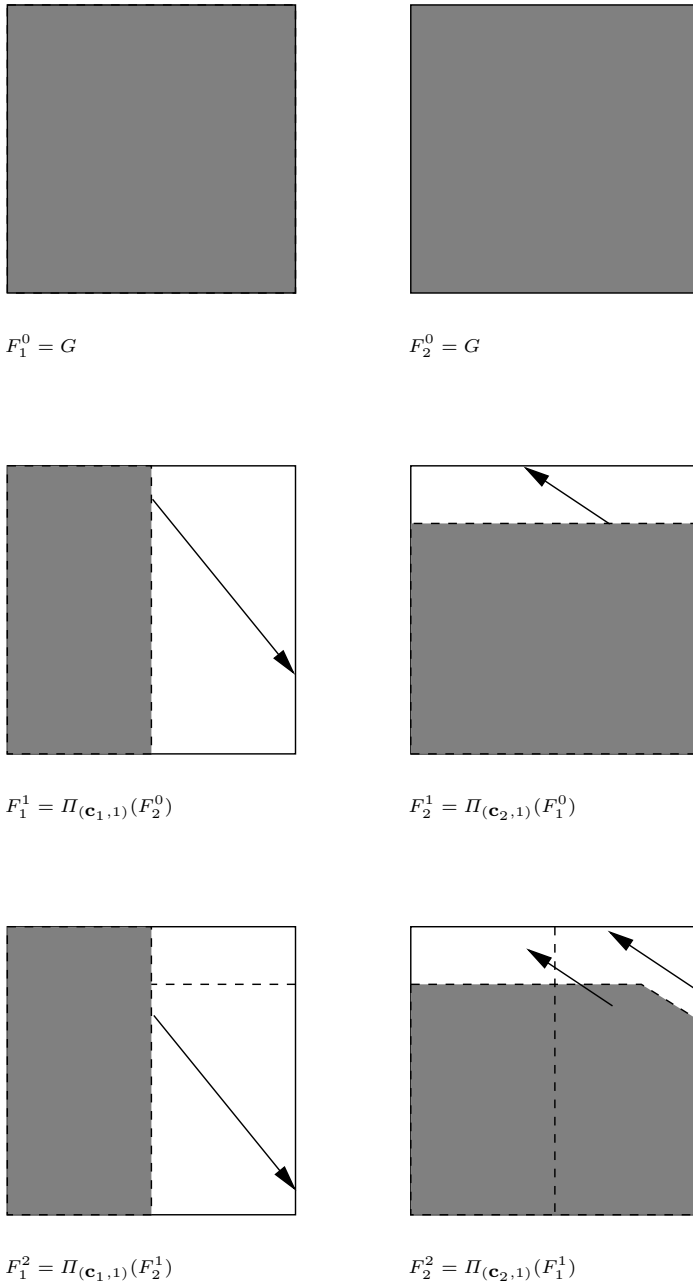 F_1^0 = G
F_2^0 = G
F_1^1 = Π_{(c_1,1)}(F_2^0)
F_2^1 = Π_{(c_2,1)}(F_1^0)
F_1^2 = Π_{(c_1,1)}(F_2^1)
F_2^2 = Π_{(c_2,1)}(F_1^1)